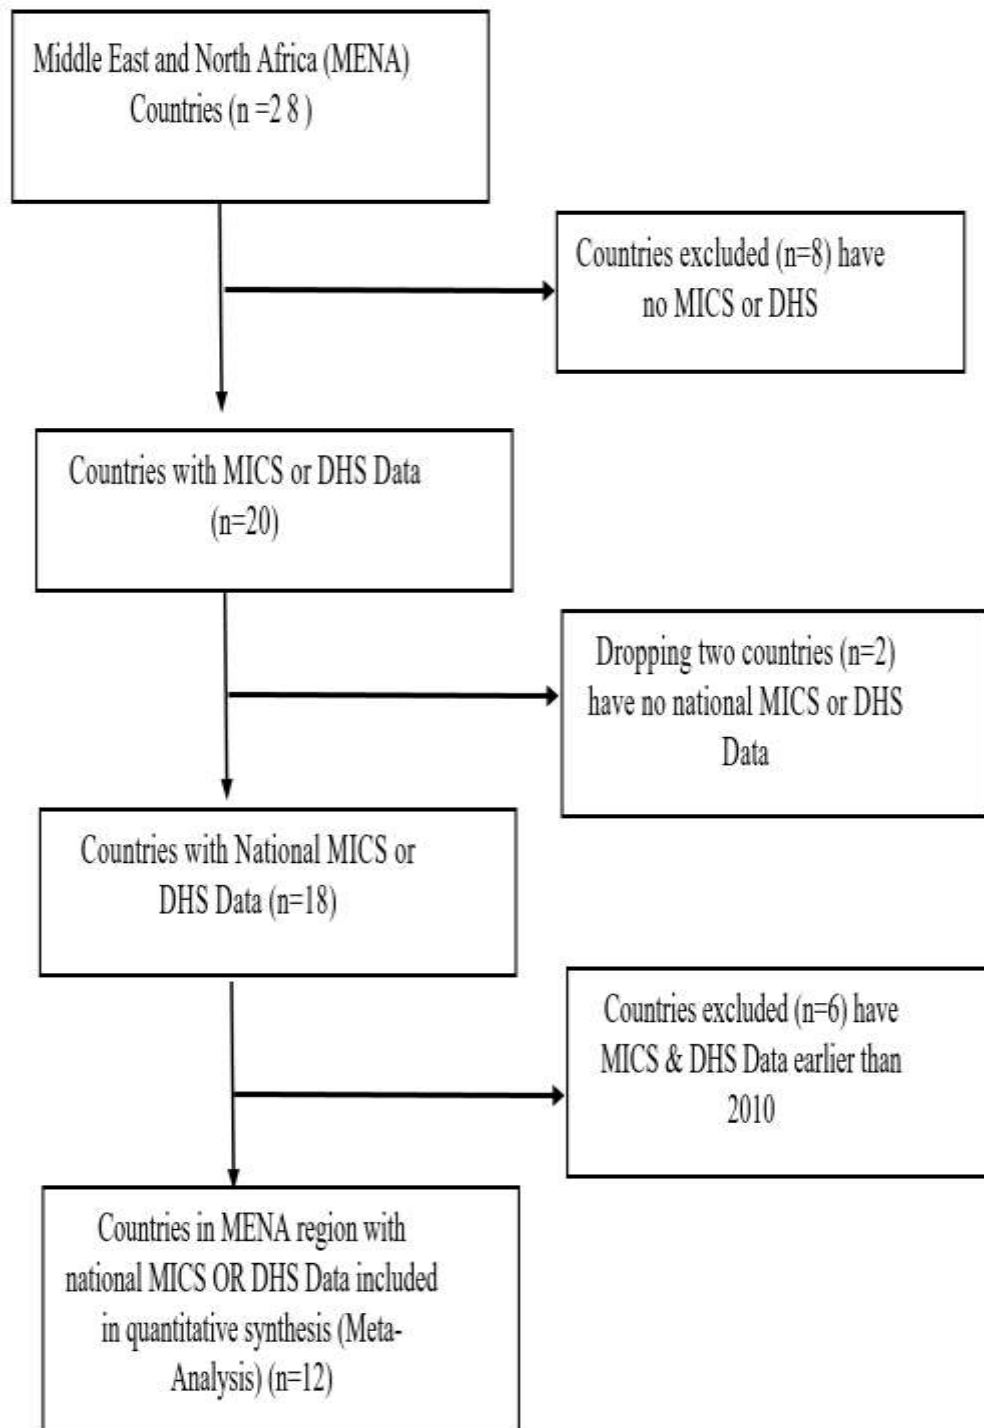 Middle East and North Africa (MENA)
Countries (n =2 8 )
Countries excluded (n=8) have
no MICS or DHS
Countries with MICS or DHS Data
(n=20)
Dropping two countries (n=2)
have no national MICS or DHS
Data
Countries with National MICS or
DHS Data (n=18)
Countries excluded (n=6) have
MICS & DHS Data earlier than
2010
Countries in MENA region with
national MICS OR DHS Data included
in quantitative synthesis (Meta-
Analysis) (n=12)